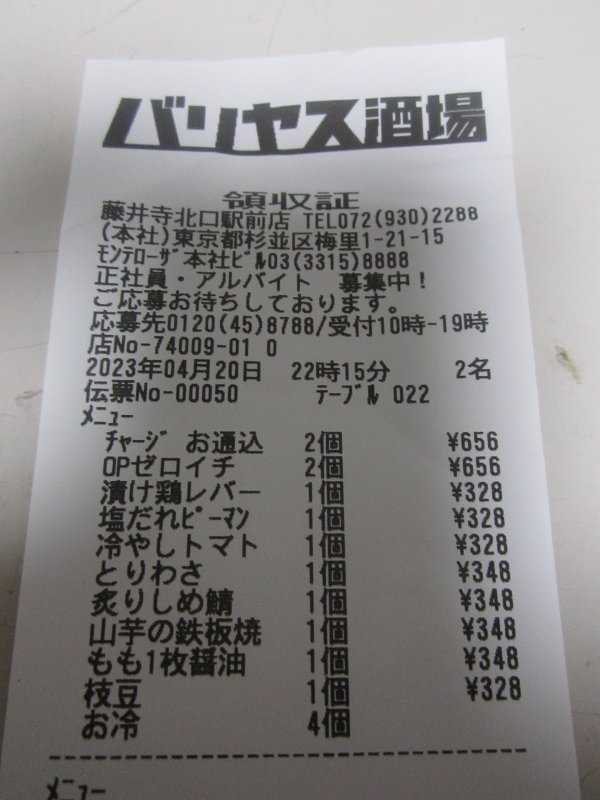 バリヤス酒場
領収証
藤井寺北口駅前店 TEL072(930)2288
(本社)東京都杉並区梅里1-21-15
ﾓﾝﾃﾛｰｻﾞ本社ﾋﾞﾙ03(3315)8888
正社員・アルバイト 募集中!
ご応募お待ちしております。
応募先0120(45)8788/受付10時-19時
店No-74009-01 0
2023年04月20日 22時15分 2名
伝票No-00050 ﾃｰﾌﾞﾙ 022
ﾒﾆｭｰ
ﾁｬｰｼﾞ お通込 2個 ¥656
OPゼロイチ 2個 ¥656
漬け鶏レバー 1個 ¥328
塩だれﾋﾟｰﾏﾝ 1個 ¥328
冷やしトマト 1個 ¥328
とりわさ 1個 ¥348
炙りしめ鯖 1個 ¥348
山芋の鉄板焼 1個 ¥348
もも1枚醤油 1個 ¥348
枝豆 1個 ¥328
お冷 4個
ﾒﾆｭｰ